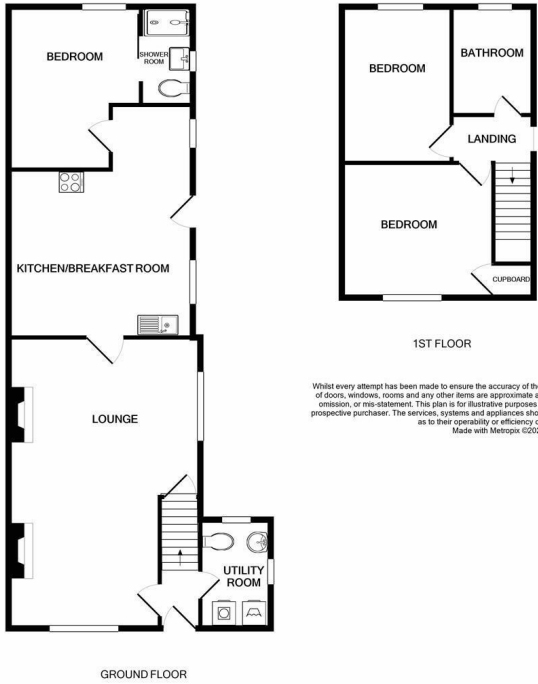 BEDROOM
SHOWER
ROOM
KITCHEN/BREAKFAST ROOM
LOUNGE
UTILITY
ROOM
GROUND FLOOR
BEDROOM
BATHROOM
LANDING
BEDROOM
CUPBOARD
1ST FLOOR
Whilst every attempt has been made to ensure the accuracy of the
of doors, windows, rooms and any other items are approximate a
omission, or mis-statement. This plan is for illustrative purposes
prospective purchaser. The services, systems and appliances sho
as to their operability or efficiency c
Made with Metropix ©202